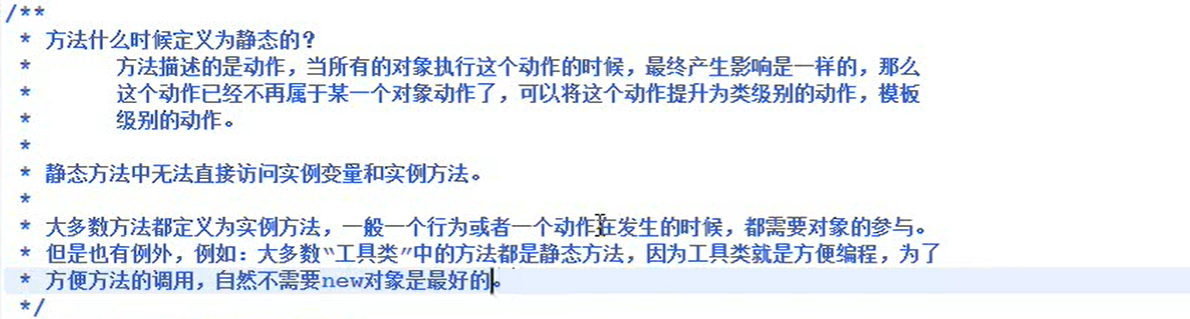 /**
* 方法什么时候定义为静态的？
* 方法描述的是动作，当所有的对象执行这个动作的时候，最终产生影响是一样的，那么
* 这个动作已经不再属于某一个对象动作了，可以将这个动作提升为类级别的动作，模板
* 级别的动作。
*
* 静态方法中无法直接访问实例变量和实例方法。
*
* 大多数方法都定义为实例方法，一般一个行为或者一个动作在发生的时候，都需要对象的参与。
* 但是也有例外，例如：大多数“工具类”中的方法都是静态方法，因为工具类就是方便编程，为了
* 方便方法的调用，自然不需要new对象是最好的。
*/